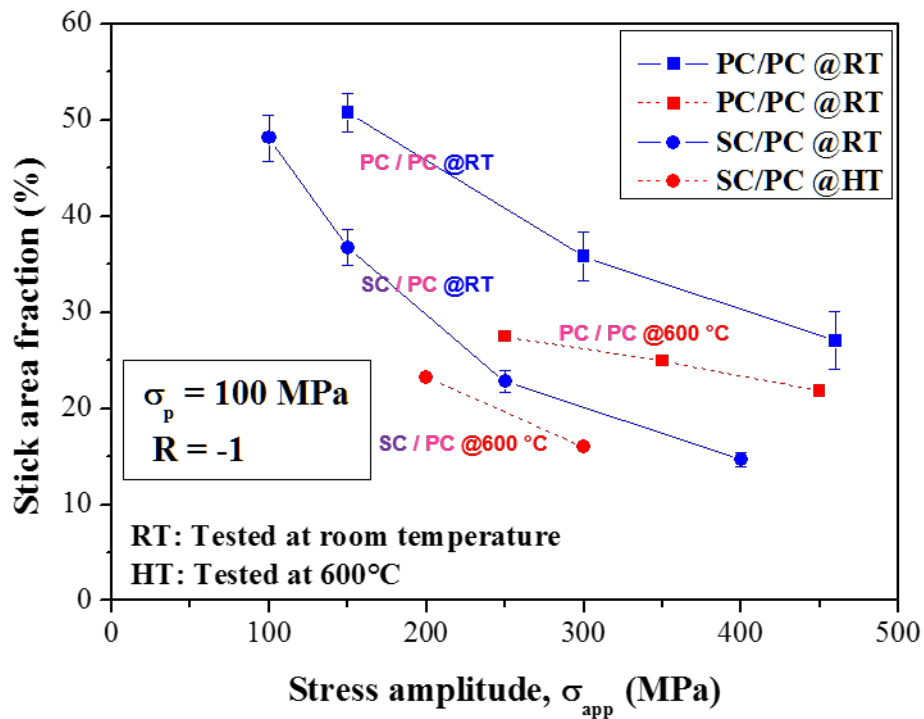 60
50
40
30
20
10
0
0
100
200
300
400
500
Stick area fraction (%)
Stress amplitude, σapp (MPa)
PC/PC @RT
PC/PC @RT
SC/PC @RT
SC/PC @HT
PC / PC @RT
SC / PC @RT
PC / PC @600 °C
SC / PC @600 °C
σp = 100 MPa
R = -1
RT: Tested at room temperature
HT: Tested at 600°C